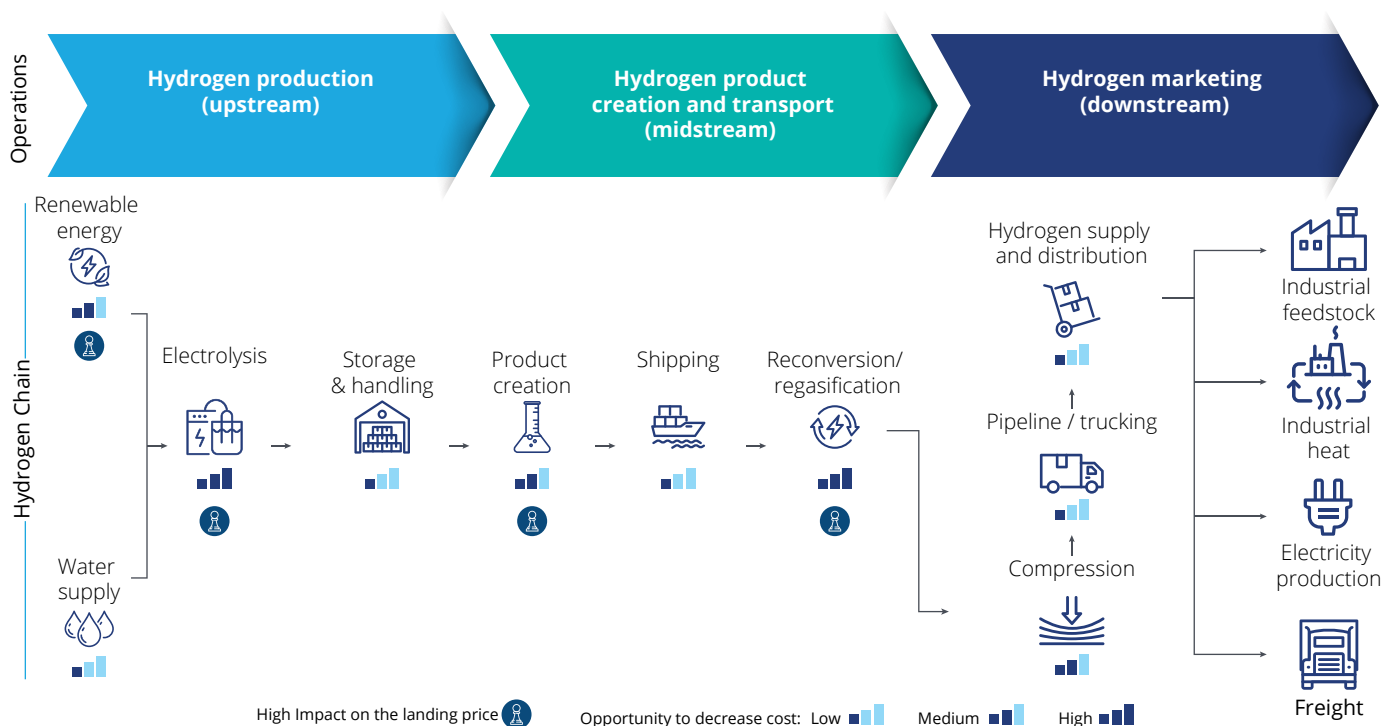 Operations
Hydrogen production
(upstream)
Hydrogen product
creation and transport
(midstream)
Hydrogen marketing
(downstream)
Hydrogen Chain
Renewable
energy
Water
supply
Electrolysis
Storage
& handling
Product
creation
Shipping
Reconversion/
regasification
Hydrogen supply
and distribution
Pipeline / trucking
Compression
Industrial
feedstock
Industrial
heat
Electricity
production
Freight
High Impact on the landing price
Opportunity to decrease cost: Low Medium High